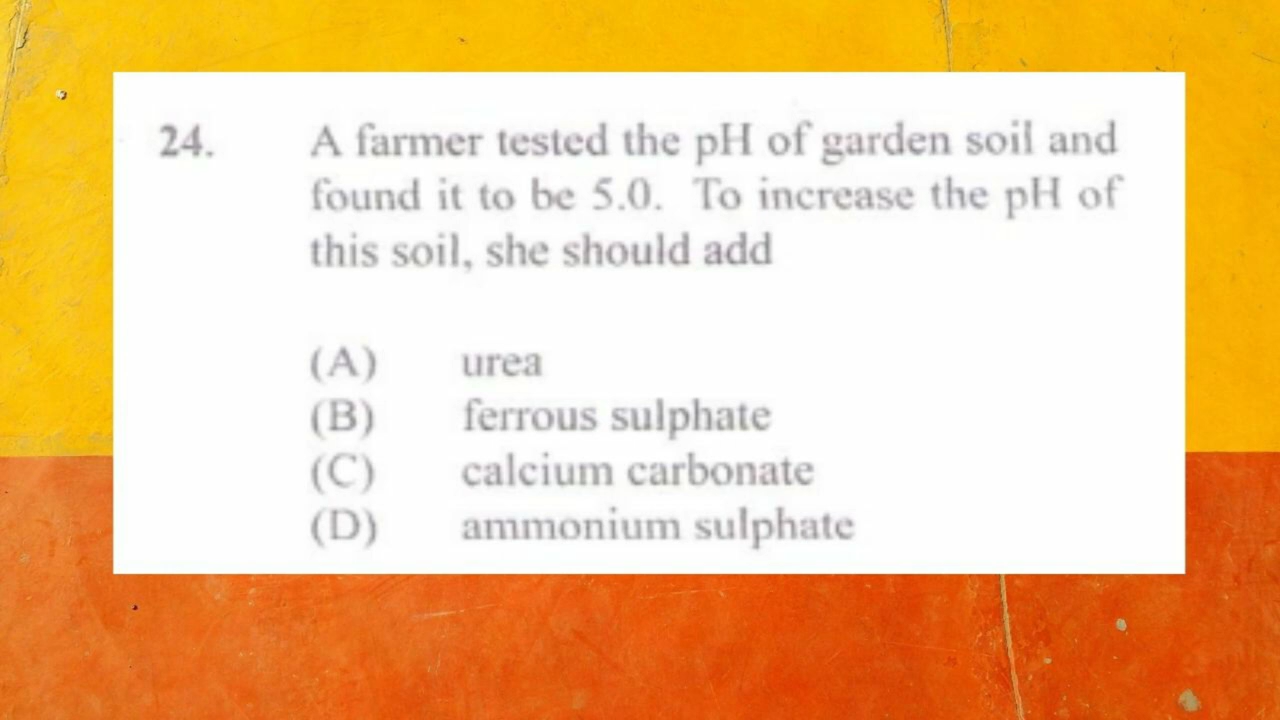 24. A farmer tested the pH of garden soil and
found it to be 5.0. To increase the pH of
this soil, she should add
(A) urea
(B) ferrous sulphate
(C) calcium carbonate
(D) ammonium sulphate